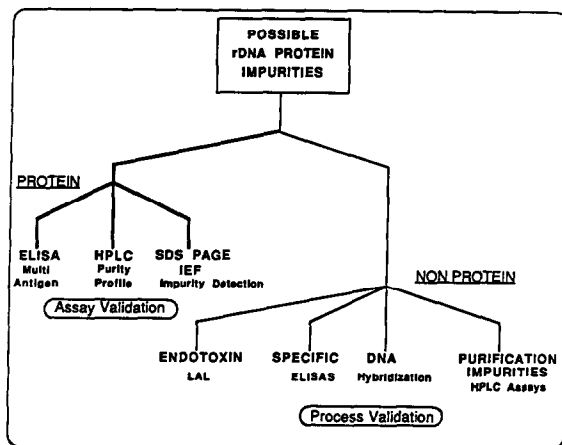 POSSIBLE
rDNA PROTEIN
IMPURITIES
PROTEIN
ELISA HPLC SDS PAGE
Multi Purity IEF
Antigen Profile Impurity Detection
Assay Validation
NON PROTEIN
ENDOTOXIN SPECIFIC DNA PURIFICATION
LAL ELISAS Hybridization IMPURITIES
HPLC Assays
Process Validation